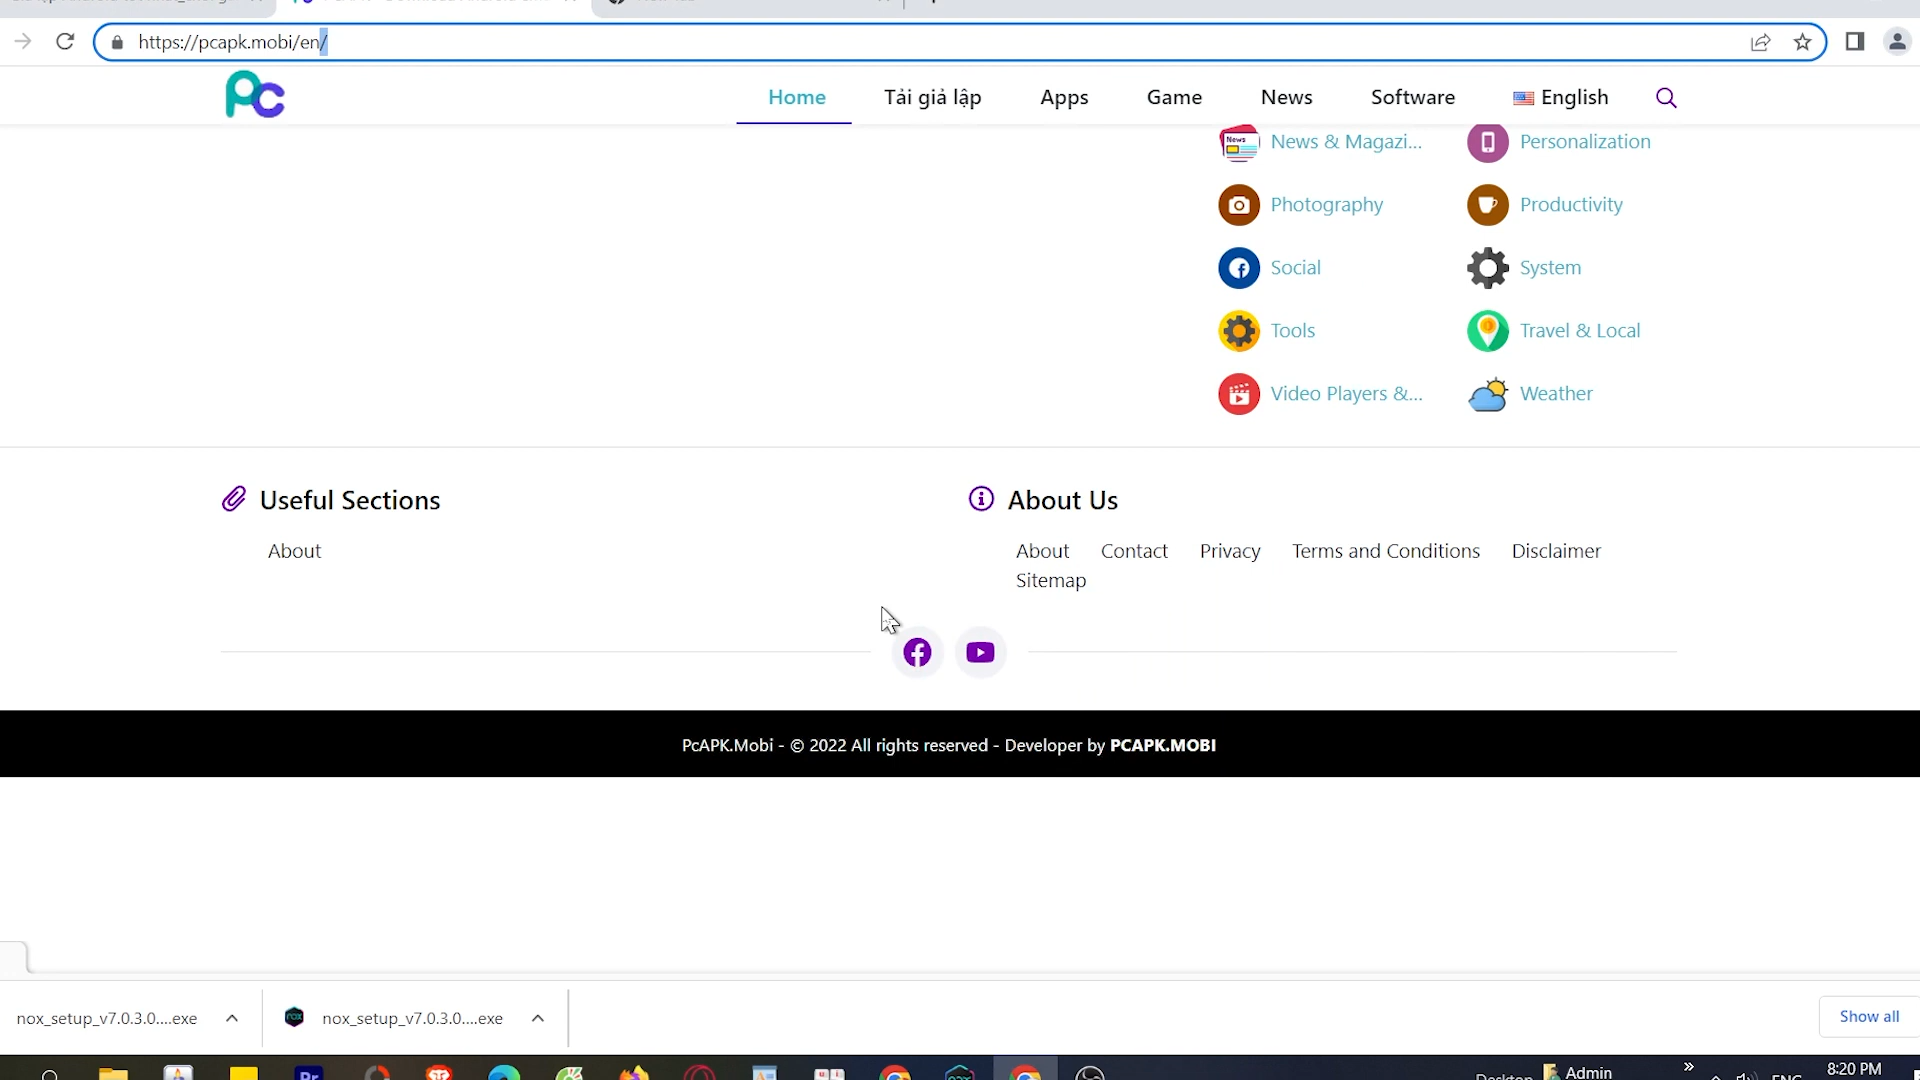 https://pcapk.mobi/en/
PC
Home
Tải giả lập
Apps
Game
News
Software
English
News & Magazi...
Personalization
Photography
Productivity
Social
System
Tools
Travel & Local
Video Players &...
Weather
Useful Sections
About
About Us
About Contact Privacy Terms and Conditions Disclaimer
Sitemap
PcAPK.Mobi - © 2022 All rights reserved - Developer by PCAPK.MOBI
nox_setup_v7.0.3.0....exe
nox_setup_v7.0.3.0....exe
Show all
Desktop
Admin
ENG
8:20 PM